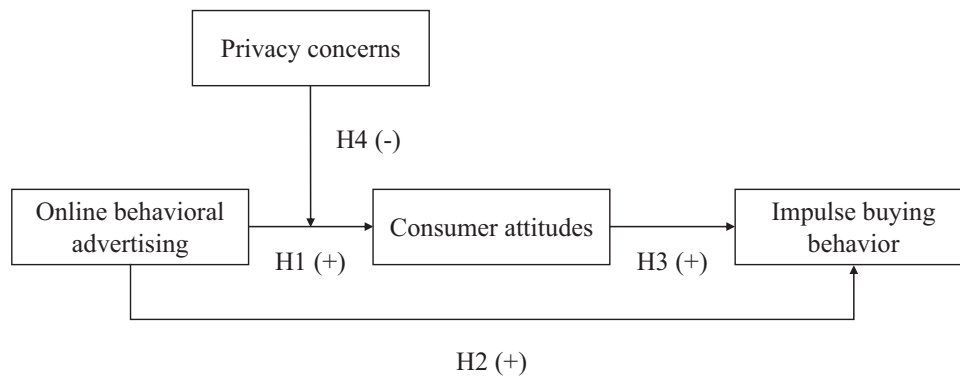 Privacy concerns
H4 (-)
Online behavioral
advertising
H1 (+)
Consumer attitudes
H3 (+)
Impulse buying
behavior
H2 (+)